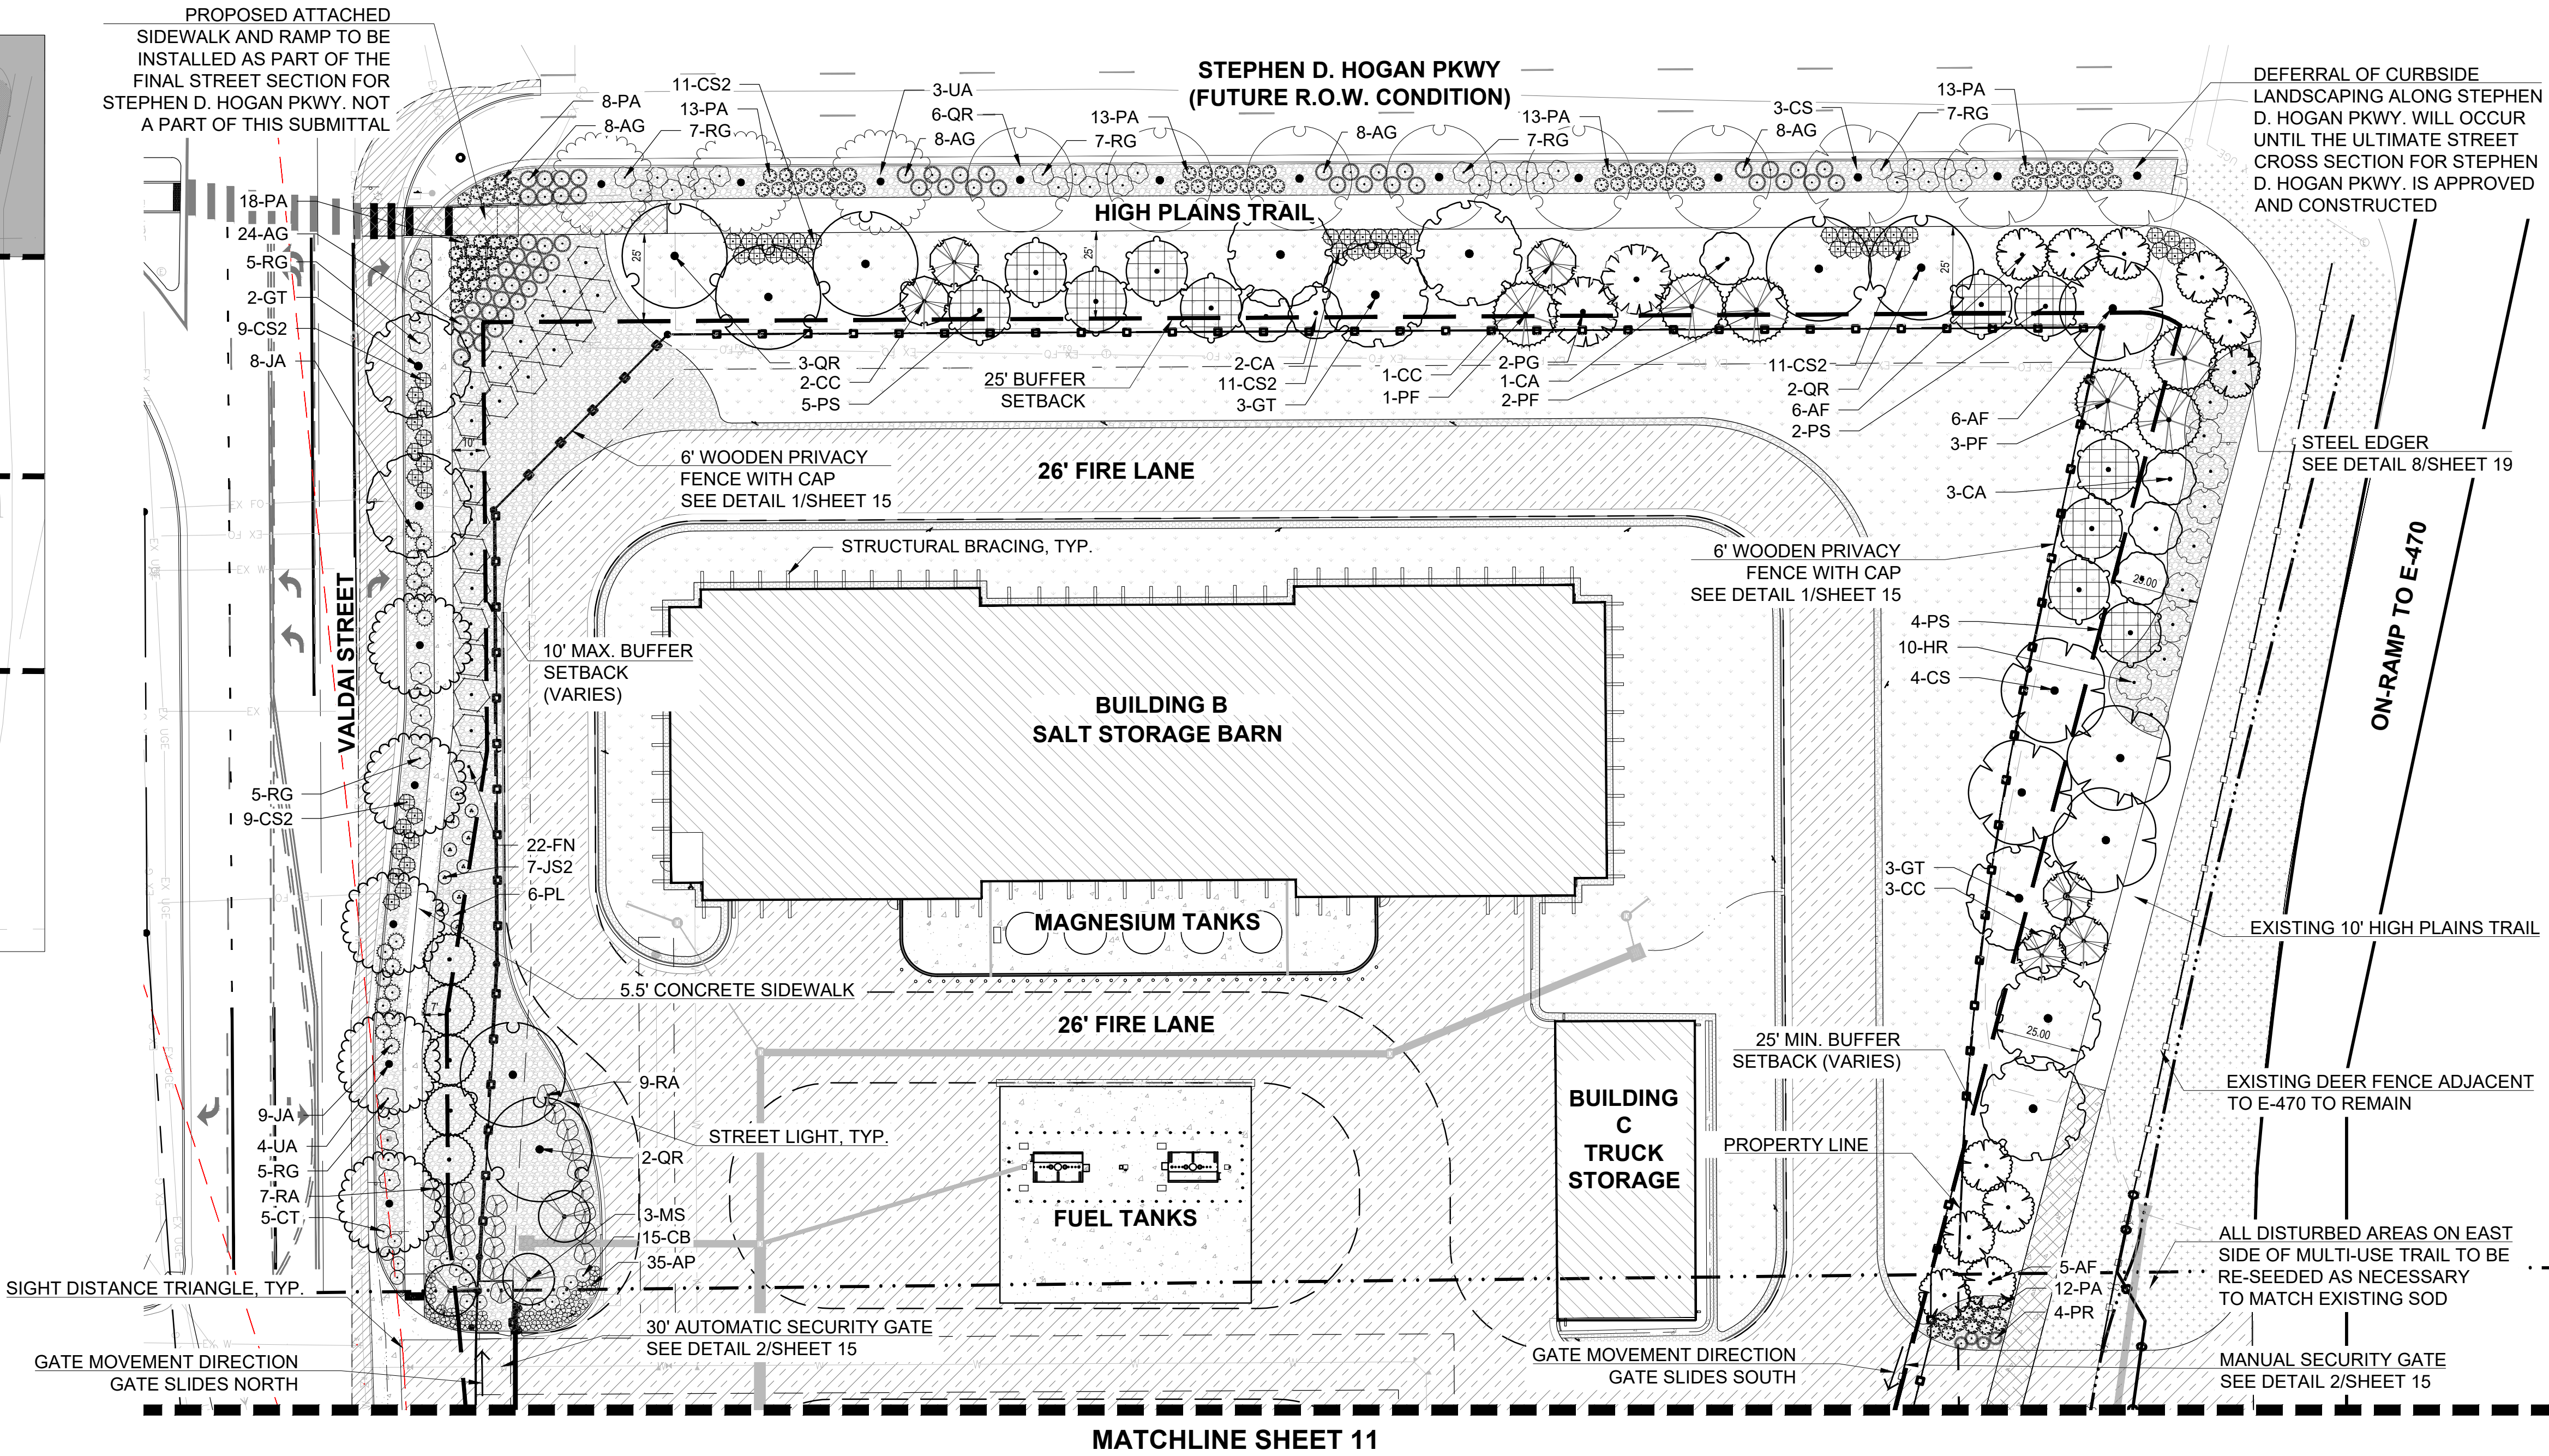 PROPOSED ATTACHED
SIDEWALK AND RAMP TO BE
INSTALLED AS PART OF THE
FINAL STREET SECTION FOR
STEPHEN D. HOGAN PKWY. NOT
A PART OF THIS SUBMITTAL
8-PA
8-AG
11-CS2
13-PA
7-RG
3-UA
6-QR
8-AG
13-PA
7-RG
STEPHEN D. HOGAN PKWY
(FUTURE R.O.W. CONDITION)
8-AG
13-PA
7-RG
3-CS
8-AG
13-PA
7-RG
DEFERRAL OF CURBSIDE
LANDSCAPING ALONG STEPHEN
D. HOGAN PKWY. WILL OCCUR
UNTIL THE ULTIMATE STREET
CROSS SECTION FOR STEPHEN
D. HOGAN PKWY. IS APPROVED
AND CONSTRUCTED
HIGH PLAINS TRAIL
18-PA
24-AG
5-RG
2-GT
9-CS2
8-JA
25'
25'
25'
3-QR
2-CC
5-PS
25' BUFFER
SETBACK
2-CA
11-CS2
3-GT
1-CC
1-PF
2-PG
1-CA
2-PF
11-CS2
2-QR
6-AF
2-PS
6-AF
3-PF
3-CA
STEEL EDGER
SEE DETAIL 8/SHEET 19
10'
6' WOODEN PRIVACY
FENCE WITH CAP
SEE DETAIL 1/SHEET 15
26' FIRE LANE
STRUCTURAL BRACING, TYP.
6' WOODEN PRIVACY
FENCE WITH CAP
SEE DETAIL 1/SHEET 15
EX FO
EX W
EX UGE
VALDAI STREET
10' MAX. BUFFER
SETBACK
(VARIES)
BUILDING B
SALT STORAGE BARN
25.00
4-PS
10-HR
4-CS
ON-RAMP TO E-470
5-RG
9-CS2
22-FN
7-JS2
6-PL
MAGNESIUM TANKS
3-GT
3-CC
EXISTING 10' HIGH PLAINS TRAIL
5.5' CONCRETE SIDEWALK
26' FIRE LANE
7'
25.00
25' MIN. BUFFER
SETBACK (VARIES)
9-RA
STREET LIGHT, TYP.
2-QR
9-JA
4-UA
5-RG
7-RA
5-CT
BUILDING
C
TRUCK
STORAGE
PROPERTY LINE
EXISTING DEER FENCE ADJACENT
TO E-470 TO REMAIN
3-MS
15-CB
35-AP
FUEL TANKS
SIGHT DISTANCE TRIANGLE, TYP.
5-AF
12-PA
4-PR
ALL DISTURBED AREAS ON EAST
SIDE OF MULTI-USE TRAIL TO BE
RE-SEEDED AS NECESSARY
TO MATCH EXISTING SOD
30' AUTOMATIC SECURITY GATE
SEE DETAIL 2/SHEET 15
GATE MOVEMENT DIRECTION
GATE SLIDES NORTH
GATE MOVEMENT DIRECTION
GATE SLIDES SOUTH
MANUAL SECURITY GATE
SEE DETAIL 2/SHEET 15
MATCHLINE SHEET 11